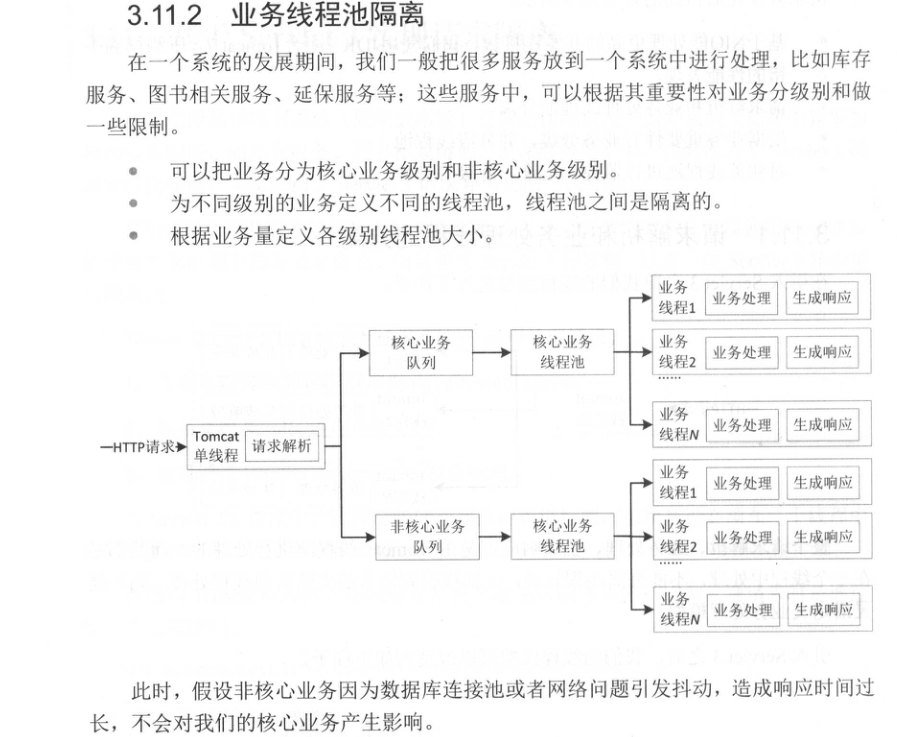 3.11.2 业务线程池隔离
在一个系统的发展期间，我们一般把很多服务放到一个系统中进行处理，比如库存
服务、图书相关服务、延保服务等；这些服务中，可以根据其重要性对业务分级别和做
一些限制。
● 可以把业务分为核心业务级别和非核心业务级别。
● 为不同级别的业务定义不同的线程池，线程池之间是隔离的。
● 根据业务量定义各级别线程池大小。
HTTP请求
Tomcat
单线程
请求解析
核心业务
队列
核心业务
线程池
业务
线程1
业务处理
生成响应
业务
线程2
业务处理
生成响应
......
业务
线程N
业务处理
生成响应
非核心业务
队列
核心业务
线程池
业务
线程1
业务处理
生成响应
业务
线程2
业务处理
生成响应
......
业务
线程N
业务处理
生成响应
此时，假设非核心业务因为数据库连接池或者网络问题引发抖动，造成响应时间过
长，不会对我们的核心业务产生影响。